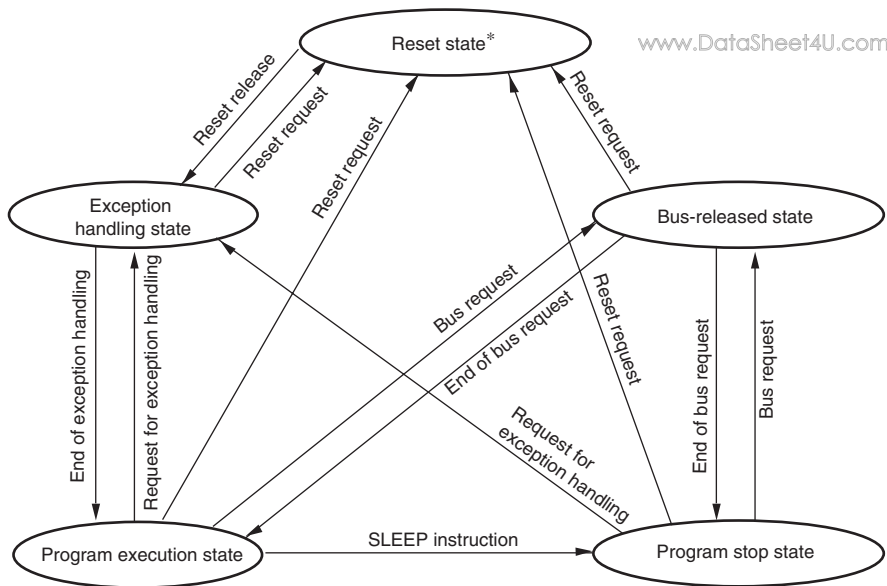 Reset state*
www.DataSheet4U.com
Reset release
Reset request
Reset request
Reset request
Exception
handling state
Bus-released state
End of exception handling
Request for exception handling
Bus request
End of bus request
Reset request
Request for
exception handling
End of bus request
Bus request
Program execution state
SLEEP instruction
Program stop state